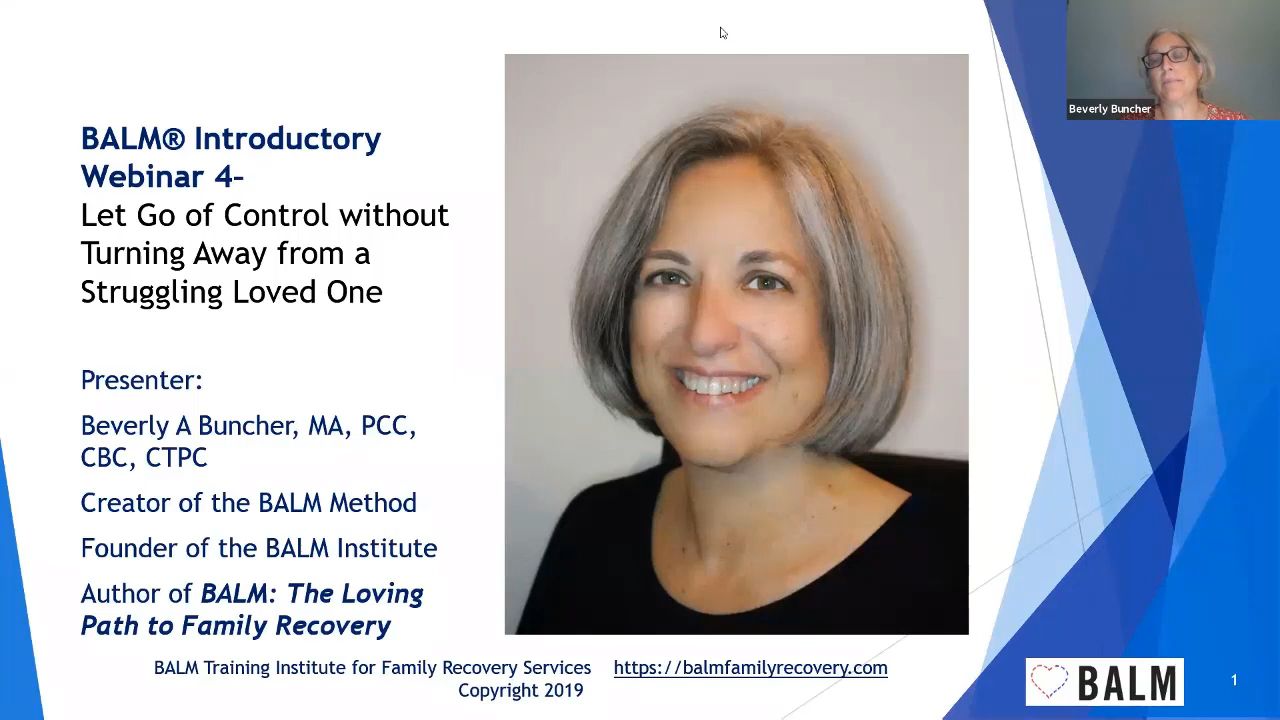 BALM® Introductory
Webinar 4–
Let Go of Control without
Turning Away from a
Struggling Loved One
Presenter:
Beverly A Buncher, MA, PCC,
CBC, CTPC
Creator of the BALM Method
Founder of the BALM Institute
Author of BALM: The Loving
Path to Family Recovery
BALM Training Institute for Family Recovery Services https://balmfamilyrecovery.com
Copyright 2019
Beverly Buncher
BALM
1